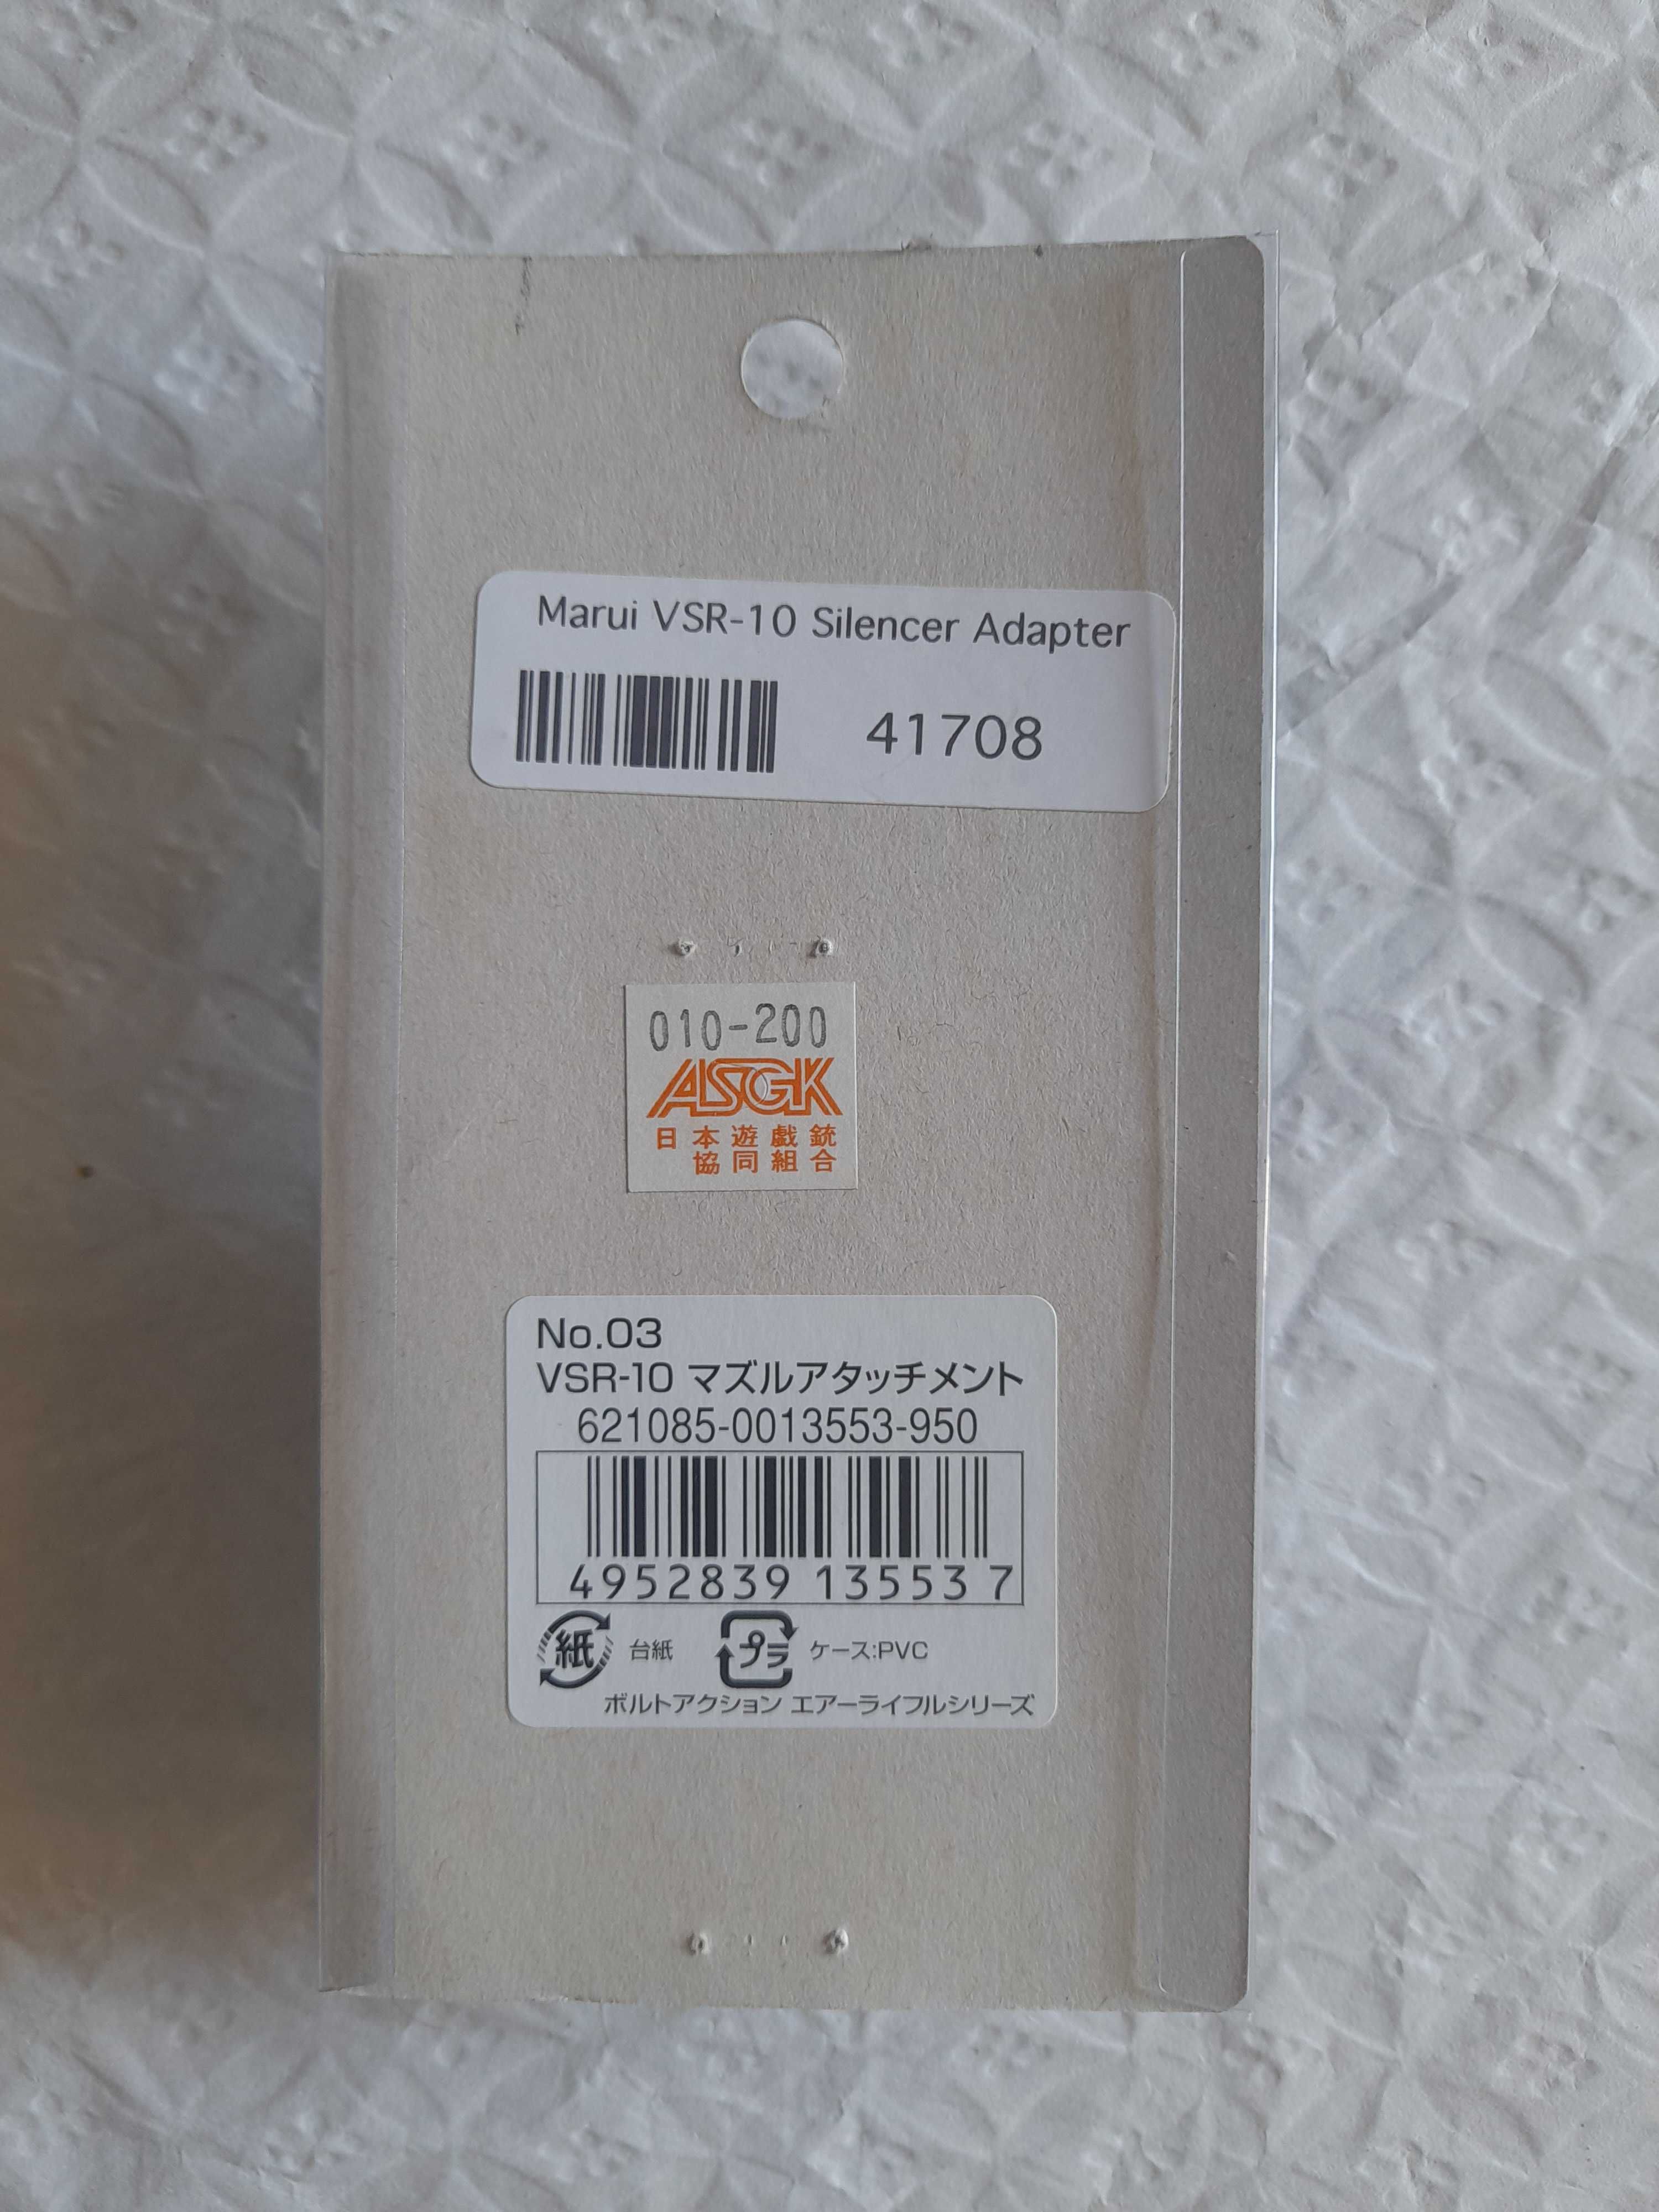 Marui VSR-10 Silencer Adapter
41708
010-200
ASGK
日本遊戯銃
協同組合
No.03
VSR-10 マズルアタッチメント
621085-0013553-950
4952839 135537
紙 台紙 プラ ケース:PVC
ボルトアクション エアーライフルシリーズ